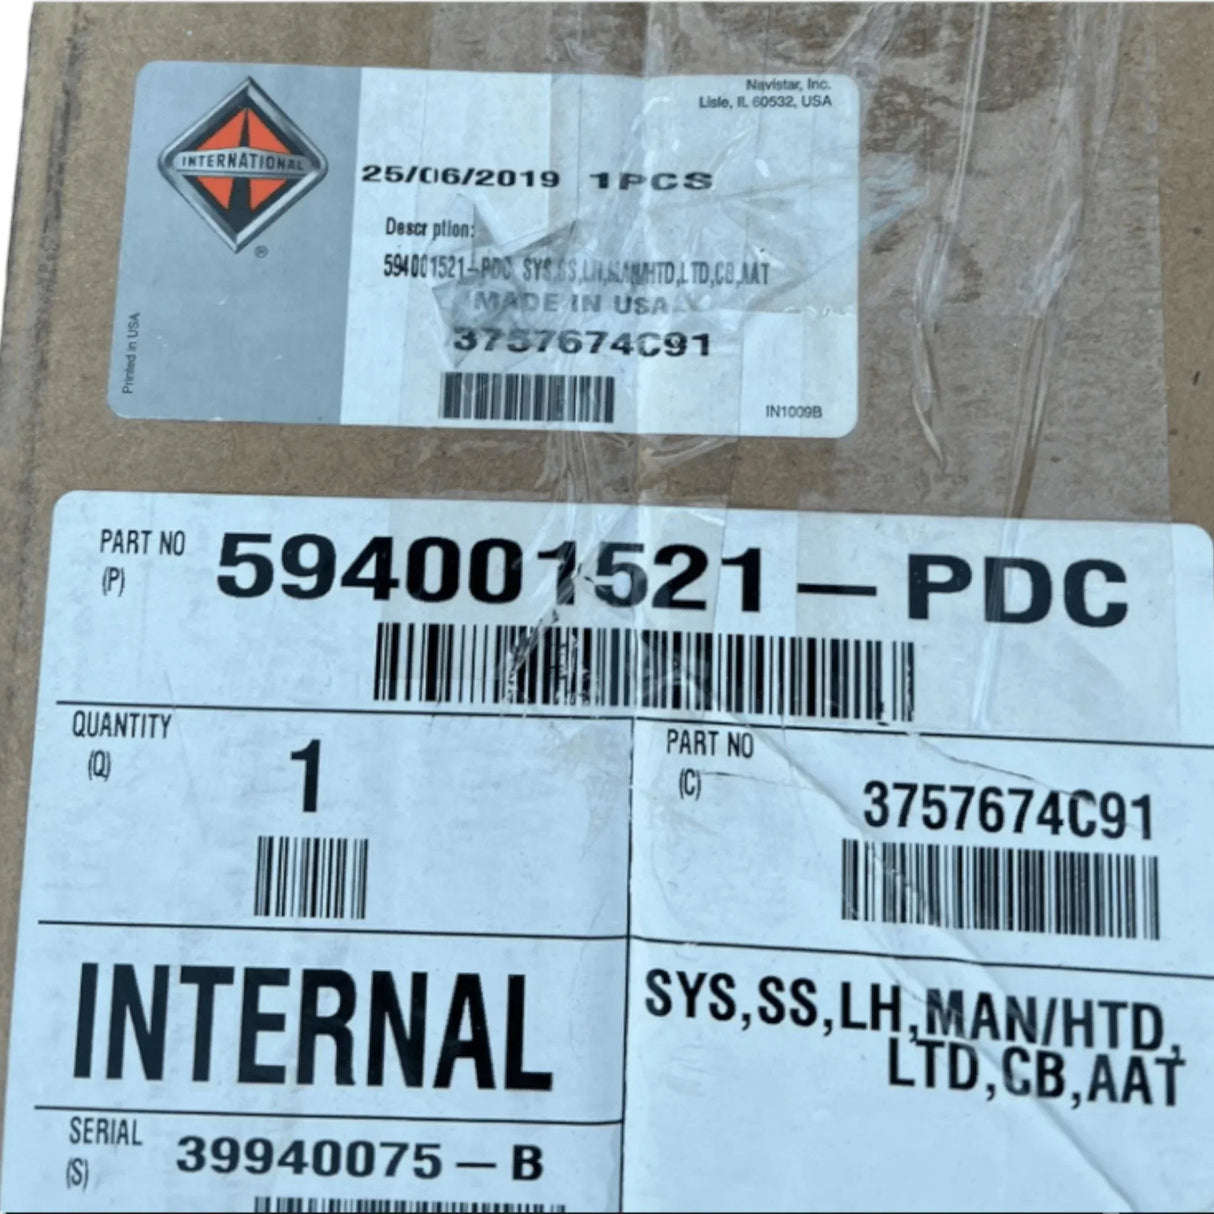 Navistar, Inc.
Lisle, IL 60532, USA
INTERNATIONAL
®
25/06/2019 1PCS
Description:
594001521-PDC, SYS,SS,LH,MAN/HTD,LTD,CB,AAT
MADE IN USA
3757674C91
Printed in USA
IN1009B
PART NO
(P)
594001521-PDC
QUANTITY
(Q)
1
PART NO
(C)
3757674C91
INTERNAL
SYS,SS,LH,MAN/HTD,
LTD,CB,AAT
SERIAL
(S)
39940075-B